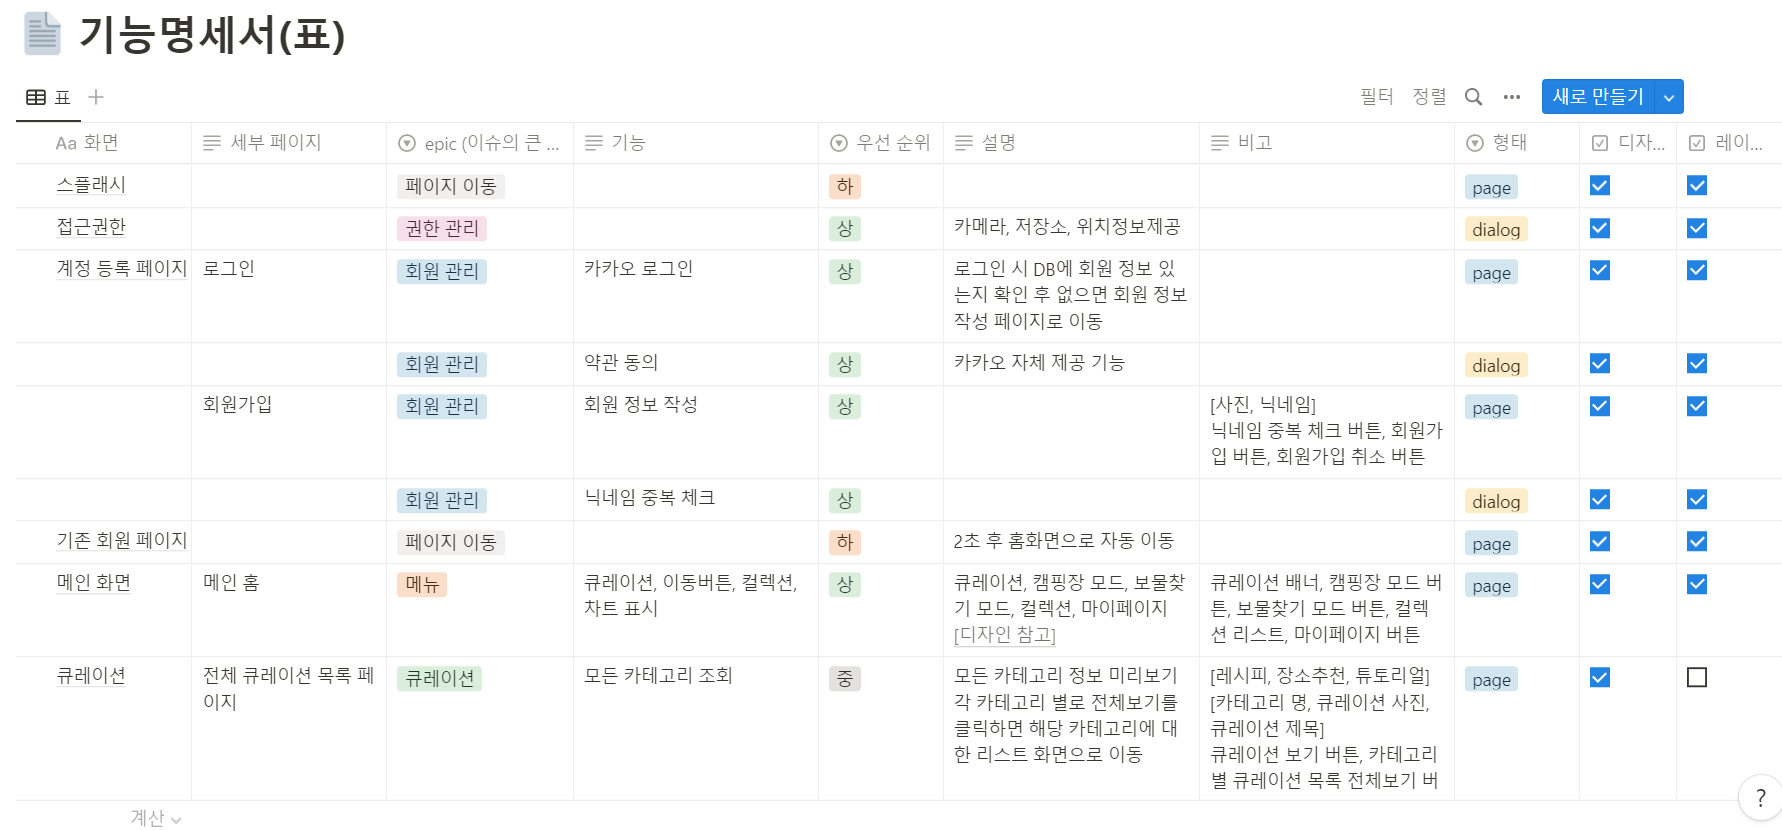 기능명세서(표)
표
필터 정렬 새로 만들기
Aa 화면 세부 페이지 epic (이슈의 큰 ... 기능 우선 순위 설명 비고 형태 디자... 레이...
스플래시 페이지 이동 하 page
접근권한 권한 관리 상 카메라, 저장소, 위치정보제공 dialog
계정 등록 페이지 로그인 회원 관리 카카오 로그인 상 로그인 시 DB에 회원 정보 있 page
는지 확인 후 없으면 회원 정보
작성 페이지로 이동
회원 관리 약관 동의 상 카카오 자체 제공 기능 dialog
회원가입 회원 관리 회원 정보 작성 상 [사진, 닉네임] page
닉네임 중복 체크 버튼, 회원가
입 버튼, 회원가입 취소 버튼
회원 관리 닉네임 중복 체크 상 dialog
기존 회원 페이지 페이지 이동 하 2초 후 홈화면으로 자동 이동 page
메인 화면 메인 홈 메뉴 큐레이션, 이동버튼, 컬렉션, 상 큐레이션, 캠핑장 모드, 보물찾 큐레이션 배너, 캠핑장 모드 버 page
차트 표시 기 모드, 컬렉션, 마이페이지 튼, 보물찾기 모드 버튼, 컬렉
[디자인 참고] 션 리스트, 마이페이지 버튼
큐레이션 전체 큐레이션 목록 페 큐레이션 모든 카테고리 조회 중 모든 카테고리 정보 미리보기 [레시피, 장소추천, 튜토리얼] page
이지 각 카테고리 별로 전체보기를 [카테고리 명, 큐레이션 사진,
클릭하면 해당 카테고리에 대 큐레이션 제목]
한 리스트 화면으로 이동 큐레이션 보기 버튼, 카테고리
별 큐레이션 목록 전체보기 버
계산
?